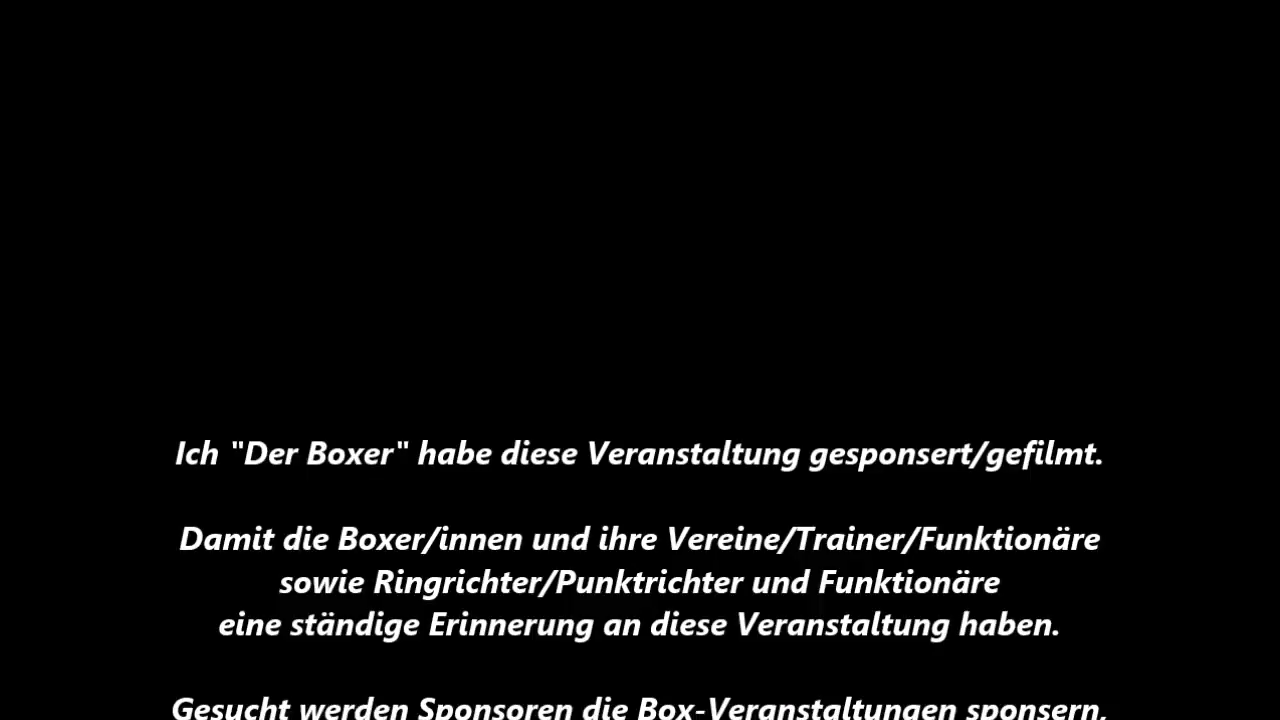 Ich "Der Boxer" habe diese Veranstaltung gesponsert/gefilmt.
Damit die Boxer/innen und ihre Vereine/Trainer/Funktionäre
sowie Ringrichter/Punktrichter und Funktionäre
eine ständige Erinnerung an diese Veranstaltung haben.
Gesucht werden Sponsoren die Box-Veranstaltungen sponsern,